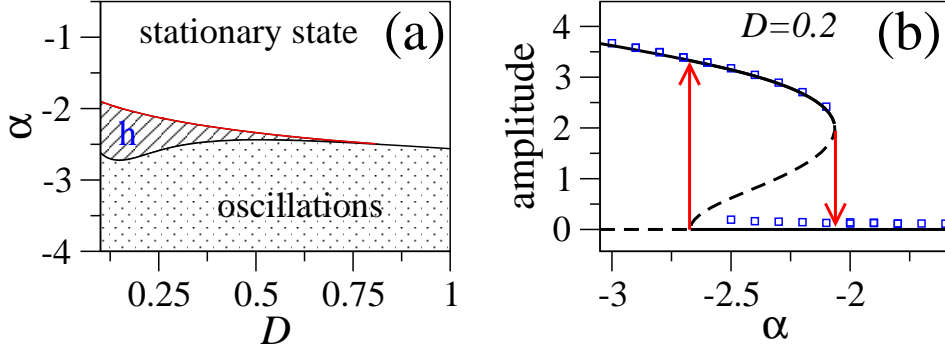 stationary state (a)
h
oscillations
α
-1
-2
-3
-4
0.25 0.5 0.75 1
D
D=0.2 (b)
amplitude
4
3
2
1
0
-3 -2.5 -2
α